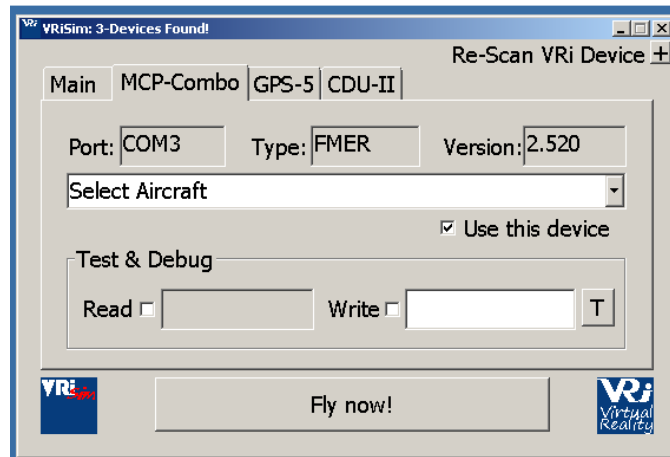 VRi VRiSim: 3-Devices Found!
Re-Scan VRi Device +
Main MCP-Combo GPS-5 CDU-II
Port: COM3 Type: FMER Version: 2.520
Select Aircraft
Use this device
Test & Debug
Read Write T
VRi Sim Fly now! VRi
Virtual
Reality